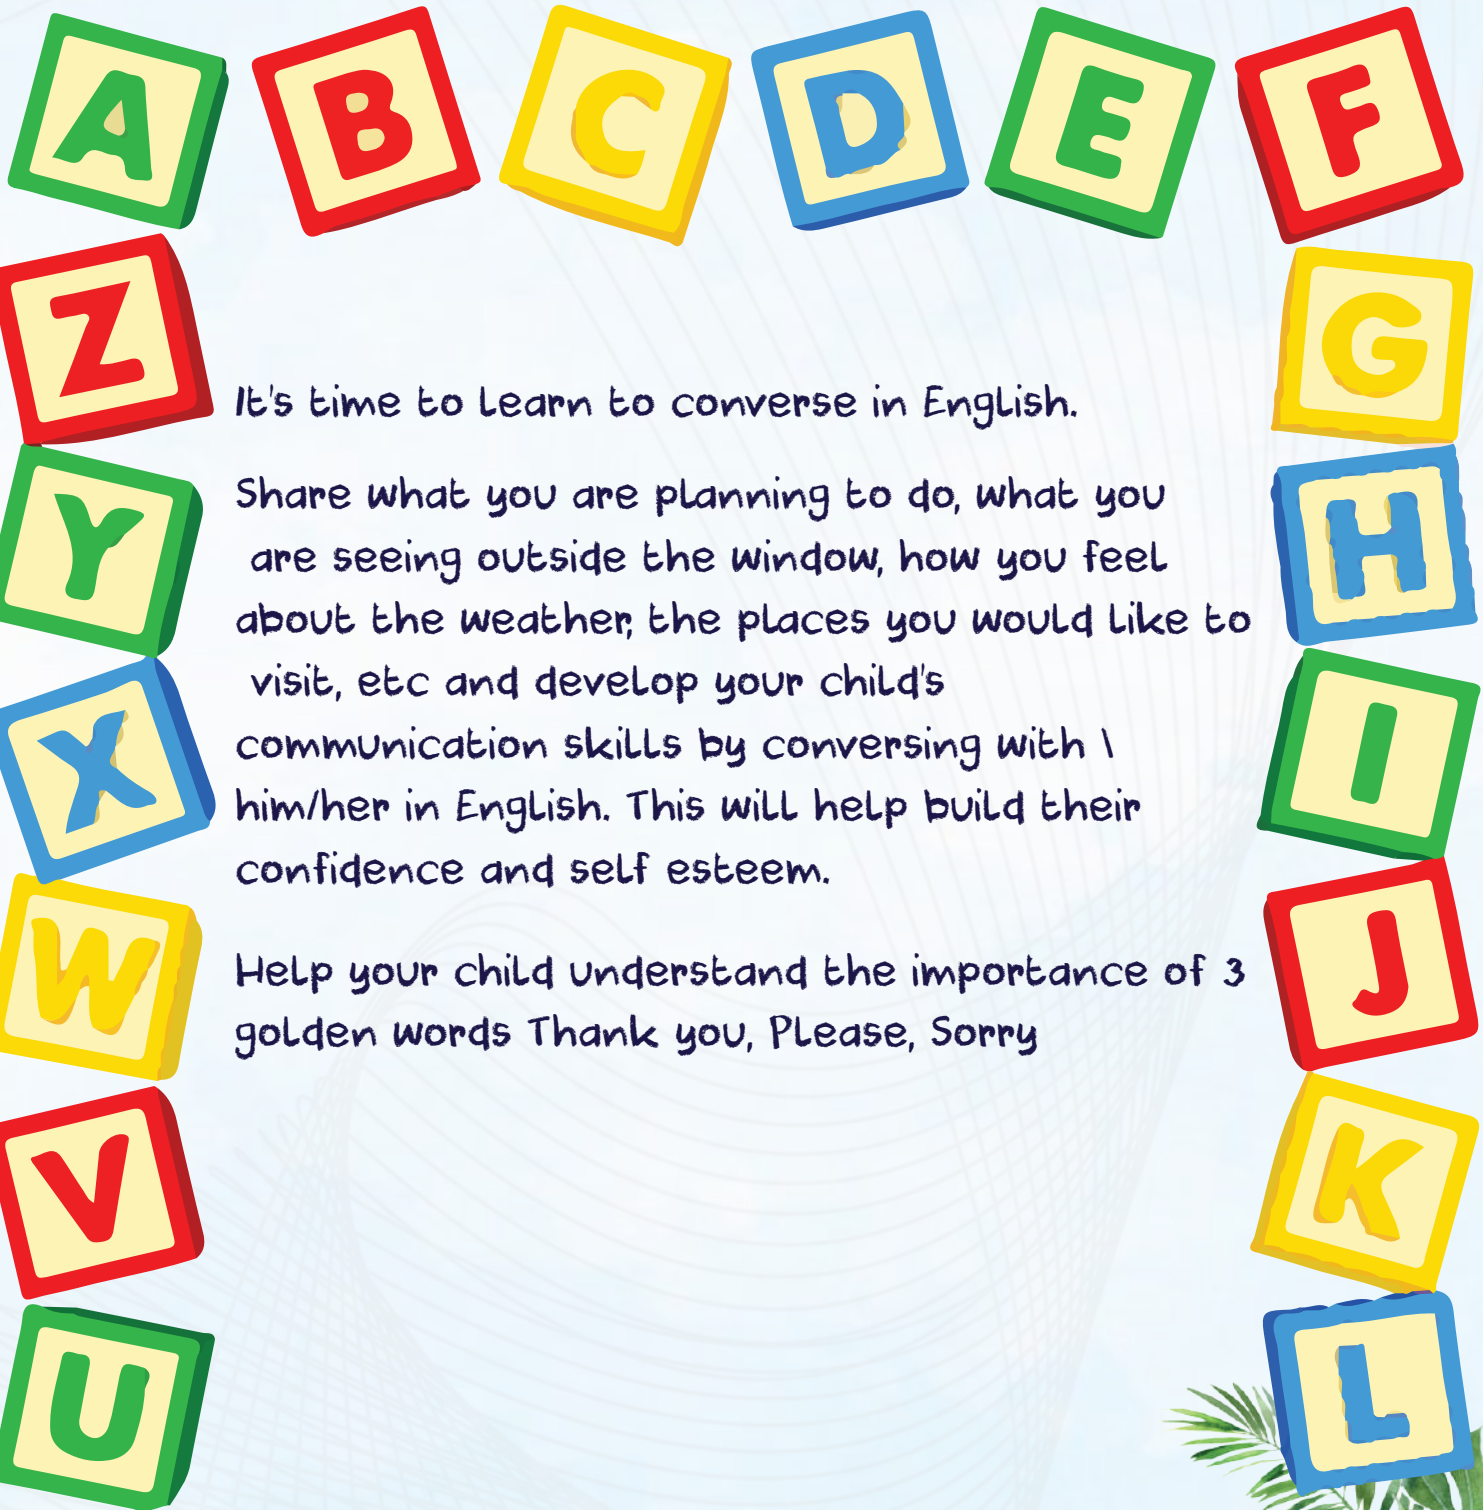 A B C D E F
Z
G
It's time to learn to converse in English.
Y
H
Share what you are planning to do, what you
are seeing outside the window, how you feel
about the weather, the places you would like to
visit, etc and develop your child's
X
I
communication skills by conversing with \
him/her in English. This will help build their
confidence and self esteem.
W
J
Help your child understand the importance of 3
golden words Thank you, Please, Sorry
V
K
U
L